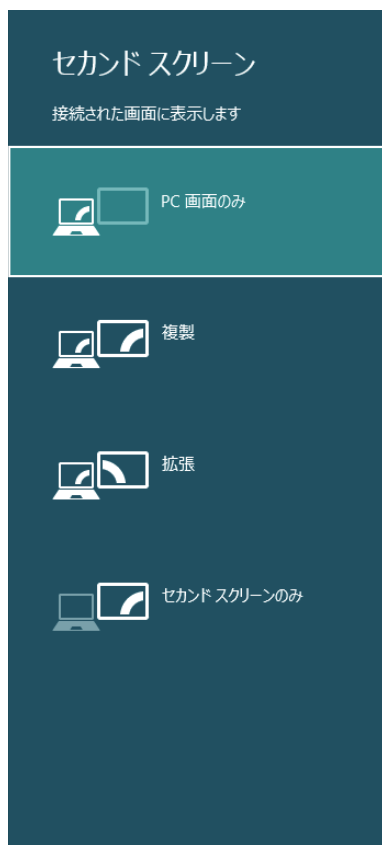 セカンド スクリーン
接続された画面に表示します
PC 画面のみ
複製
拡張
セカンド スクリーンのみ